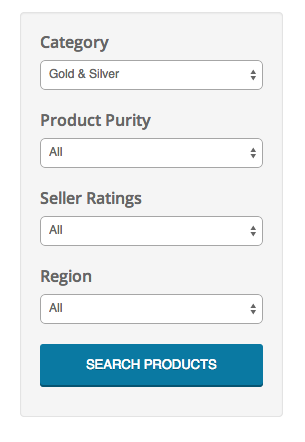 Category
Gold & Silver
Product Purity
All
Seller Ratings
All
Region
All
SEARCH PRODUCTS